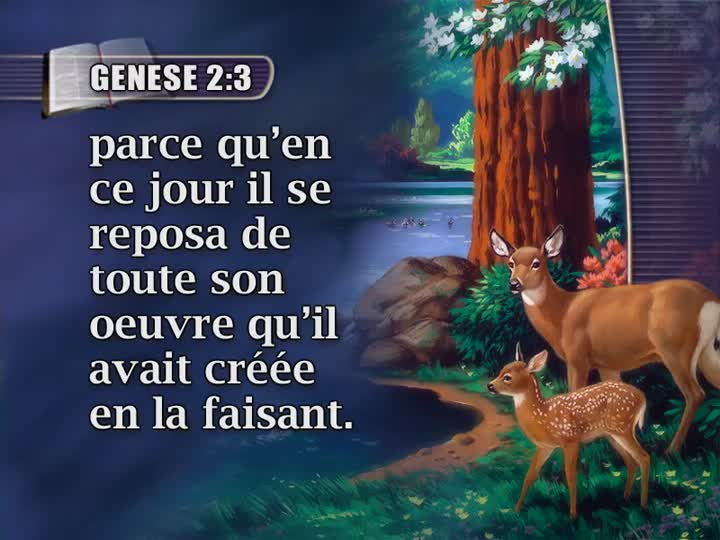 GENESE 2:3
parce qu’en
ce jour il se
reposa de
toute son
oeuvre qu’il
avait créée
en la faisant.